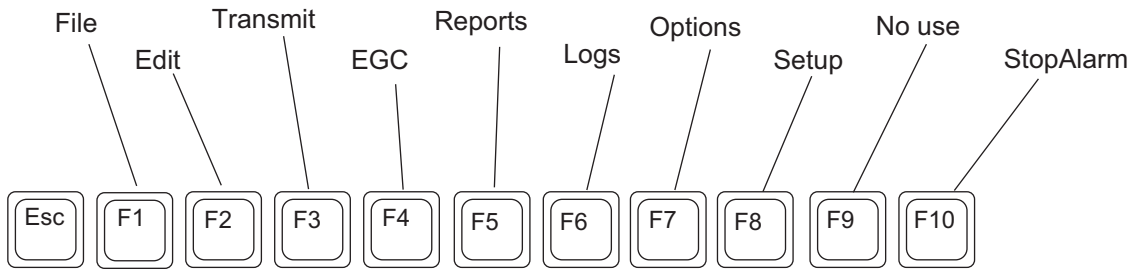 File
Edit
Transmit
EGC
Reports
Logs
Options
Setup
No use
StopAlarm
Esc
F1
F2
F3
F4
F5
F6
F7
F8
F9
F10